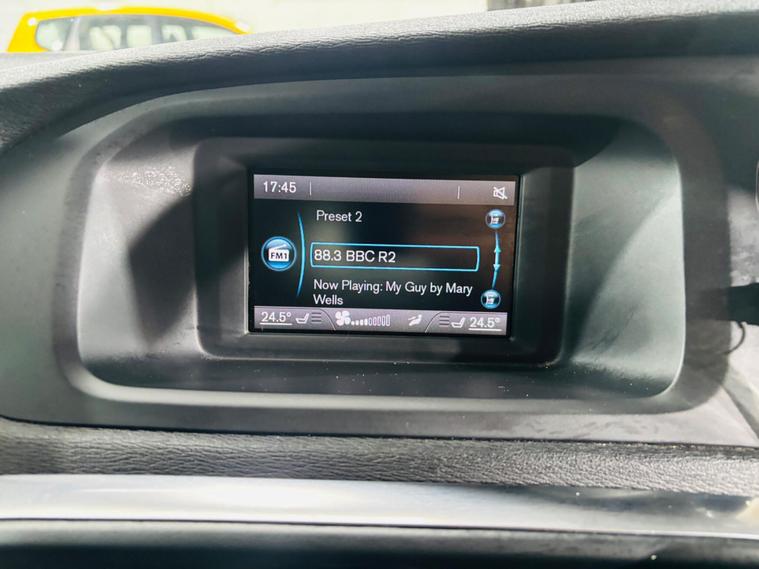 17:45
Preset 2
FM1
88.3 BBC R2
Now Playing: My Guy by Mary
Wells
24.5° 24.5°